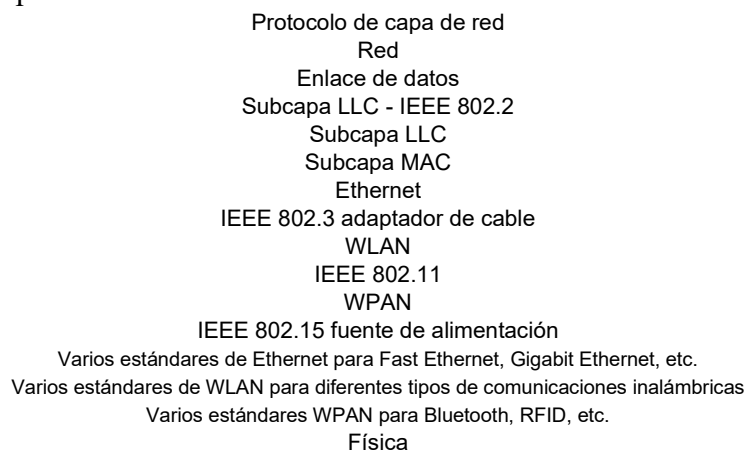 Protocolo de capa de red
Red
Enlace de datos
Subcapa LLC - IEEE 802.2
Subcapa LLC
Subcapa MAC
Ethernet
IEEE 802.3 adaptador de cable
WLAN
IEEE 802.11
WPAN
IEEE 802.15 fuente de alimentación
Varios estándares de Ethernet para Fast Ethernet, Gigabit Ethernet, etc.
Varios estándares de WLAN para diferentes tipos de comunicaciones inalámbricas
Varios estándares WPAN para Bluetooth, RFID, etc.
Física